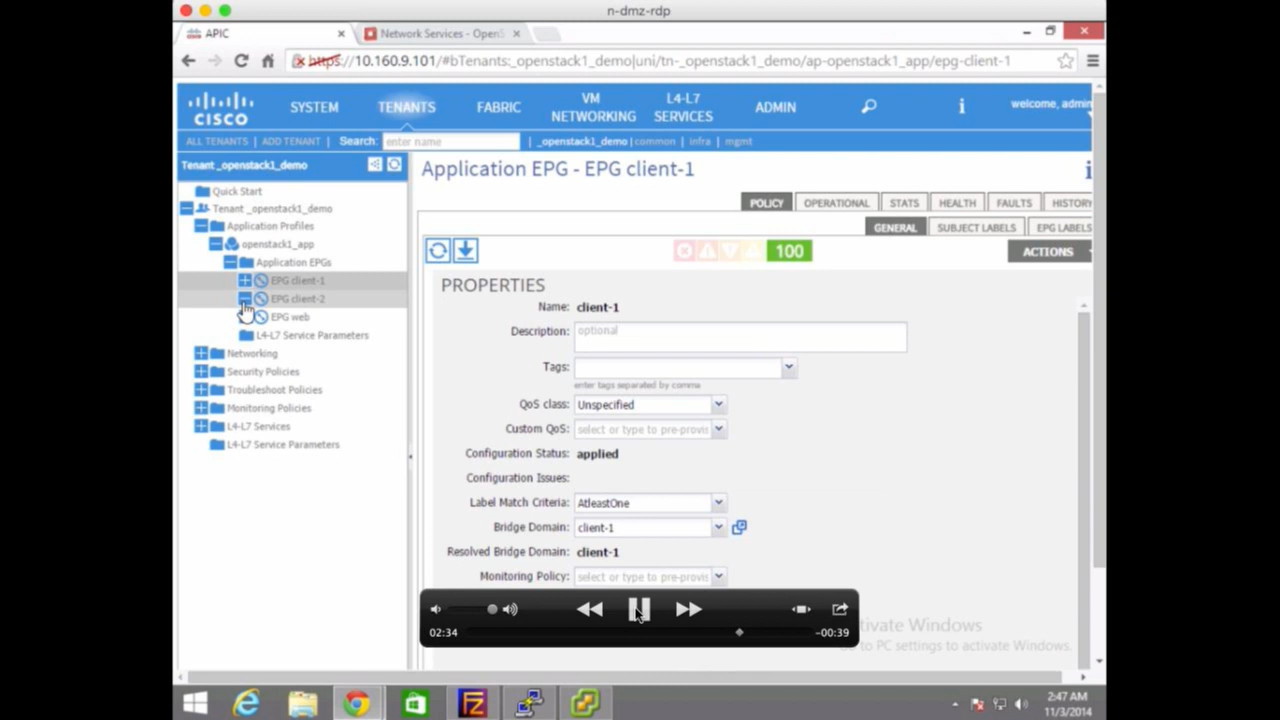 n-dmz-rdp
APIC
Network Services - OpenS
https://10.160.9.101/#bTenants:_openstack1_demo|uni/tn-_openstack1_demo/ap-openstack1_app/epg-client-1
CISCO
SYSTEM
TENANTS
FABRIC
VM NETWORKING
L4-L7 SERVICES
ADMIN
i
welcome, admin
ALL TENANTS | ADD TENANT | Search: enter name | _openstack1_demo | common | infra | mgmt
Tenant _openstack1_demo
Quick Start
Tenant _openstack1_demo
Application Profiles
openstack1_app
Application EPGs
EPG client-1
EPG client-2
EPG web
L4-L7 Service Parameters
Networking
Security Policies
Troubleshoot Policies
Monitoring Policies
L4-L7 Services
L4-L7 Service Parameters
Application EPG - EPG client-1
i
POLICY OPERATIONAL STATS HEALTH FAULTS HISTORY
GENERAL SUBJECT LABELS EPG LABELS
100
ACTIONS
PROPERTIES
Name: client-1
Description: optional
Tags:
enter tags separated by comma
QoS class: Unspecified
Custom QoS: select or type to pre-provis
Configuration Status: applied
Configuration Issues:
Label Match Criteria: AtleastOne
Bridge Domain: client-1
Resolved Bridge Domain: client-1
Monitoring Policy: select or type to pre-provis
02:34
-00:39
ctivate Windows
to PC settings to activate Windows.
2:47 AM
11/3/2014